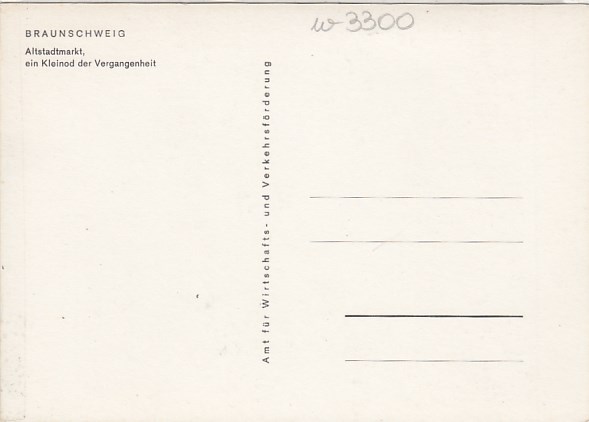 BRAUNSCHWEIG
Altstadtmarkt,
ein Kleinod der Vergangenheit
w-3300
Amt für Wirtschafts- und Verkehrsförderung